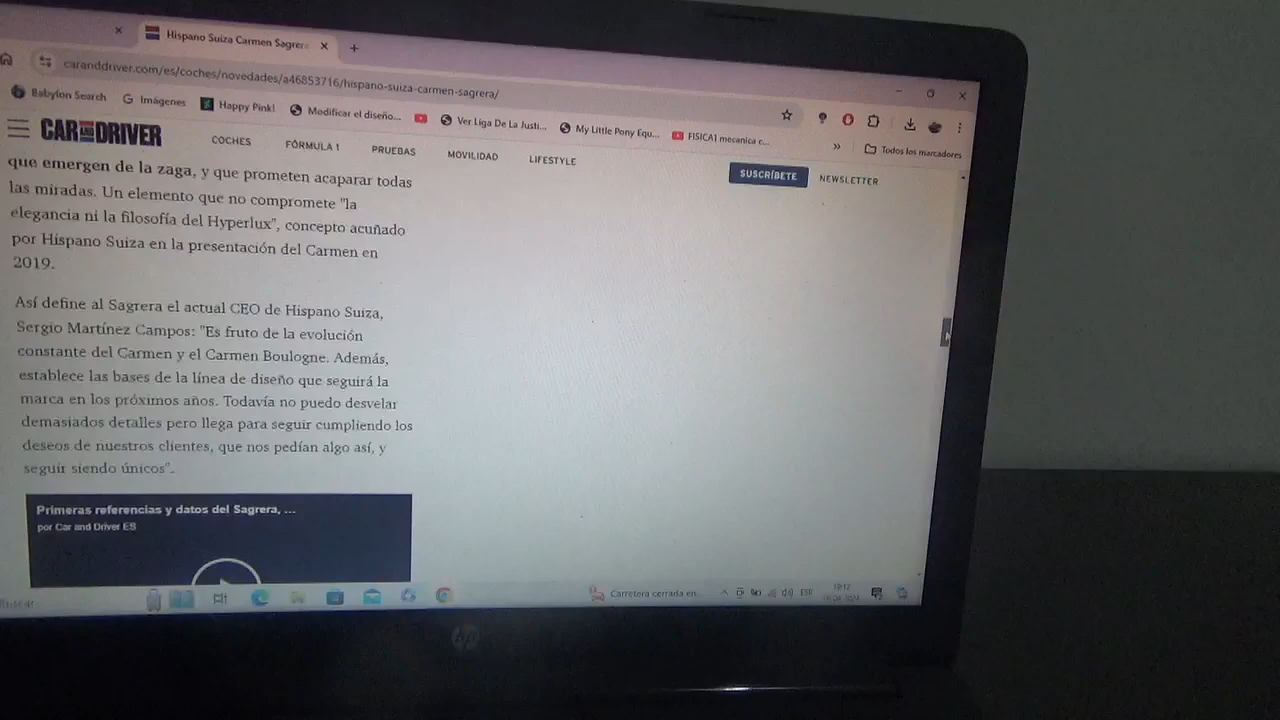 Hispano Suiza Carmen Sagrera
caranddriver.com/es/coches/novedades/a46853716/hispano-suiza-carmen-sagrera/
Babylon Search
Imágenes
Happy Pink!
Modificar el diseño...
Ver Liga De La Justi...
My Little Pony Equ...
FISICA1 mecanica c...
»
Todos los marcadores
CAR AND DRIVER
COCHES
FÓRMULA 1
PRUEBAS
MOVILIDAD
LIFESTYLE
SUSCRÍBETE
NEWSLETTER
que emergen de la zaga, y que prometen acaparar todas
las miradas. Un elemento que no compromete "la
elegancia ni la filosofía del Hyperlux", concepto acuñado
por Hispano Suiza en la presentación del Carmen en
2019.
Así define al Sagrera el actual CEO de Hispano Suiza,
Sergio Martínez Campos: "Es fruto de la evolución
constante del Carmen y el Carmen Boulogne. Además,
establece las bases de la línea de diseño que seguirá la
marca en los próximos años. Todavía no puedo desvelar
demasiados detalles pero llega para seguir cumpliendo los
deseos de nuestros clientes, que nos pedían algo así, y
seguir siendo únicos".
Primeras referencias y datos del Sagrera, ...
por Car and Driver ES
Carretera cerrada en...
ESP
hp